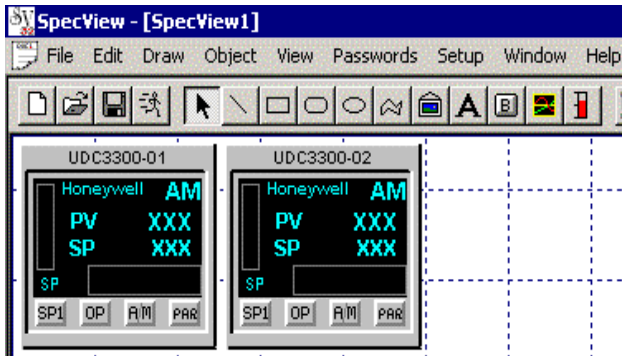 SpecView - [SpecView1]
File Edit Draw Object View Passwords Setup Window Help
A B
UDC3300-01 UDC3300-02
Honeywell AM Honeywell AM
PV XXX PV XXX
SP XXX SP XXX
SP SP
SP1 OP A/M PAR SP1 OP A/M PAR